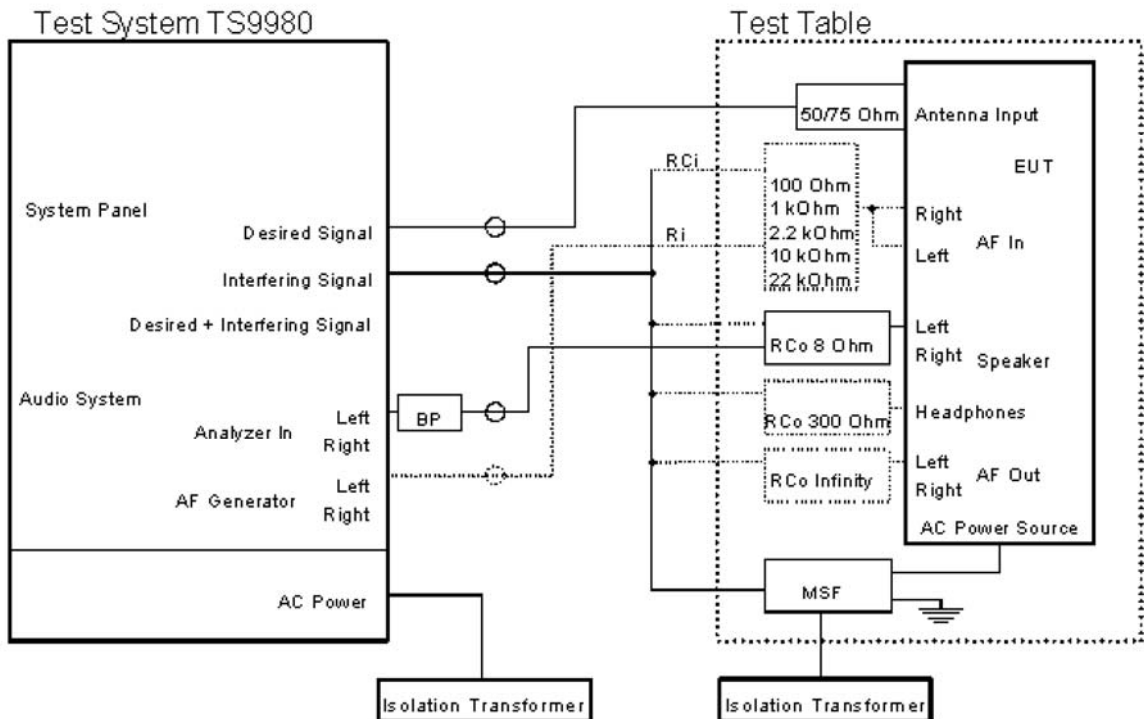 Test System TS9980
Test Table
50/75 Ohm
Antenna Input
RCi
EUT
100 Ohm
1 kOhm
2.2 kOhm
10 kOhm
22 kOhm
System Panel
Right
Desired Signal
Ri
AF In
Left
Interfering Signal
Desired + Interfering Signal
Left
RCo 8 Ohm
Right
Speaker
Audio System
BP
Left
Analyzer In
Right
Headphones
RCo 300 Ohm
Left
AF Generator
Right
Left
RCo Infinity
Right
AF Out
AC Power Source
AC Power
MSF
Isolation Transformer
Isolation Transformer